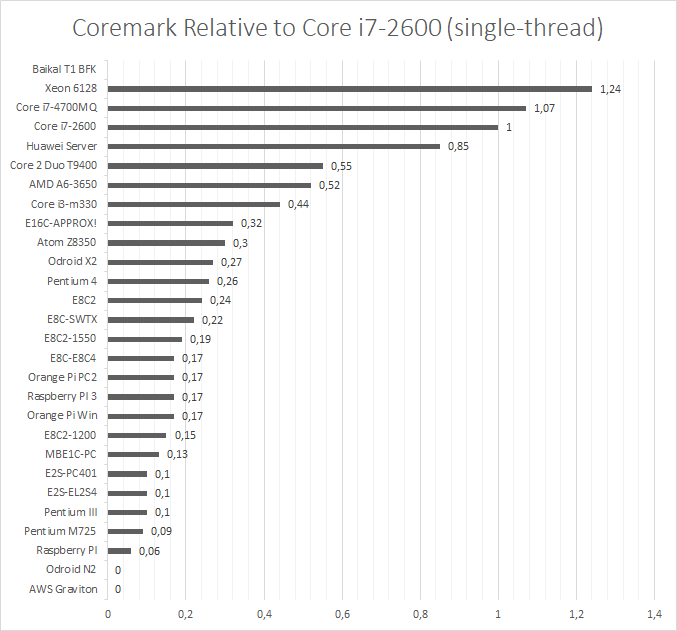 Coremark Relative to Core i7-2600 (single-thread)
Baikal T1 BFK
Xeon 6128 1,24
Core i7-4700MQ 1,07
Core i7-2600 1
Huawei Server 0,85
Core 2 Duo T9400 0,55
AMD A6-3650 0,52
Core i3-m330 0,44
E16C-APPROX! 0,32
Atom Z8350 0,3
Odroid X2 0,27
Pentium 4 0,26
E8C2 0,24
E8C-SWTX 0,22
E8C2-1550 0,19
E8C-E8C4 0,17
Orange Pi PC2 0,17
Raspberry PI 3 0,17
Orange Pi Win 0,17
E8C2-1200 0,15
MBE1C-PC 0,13
E2S-PC401 0,1
E2S-EL2S4 0,1
Pentium III 0,1
Pentium M725 0,09
Raspberry PI 0,06
Odroid N2 0
AWS Graviton 0
0 0,2 0,4 0,6 0,8 1 1,2 1,4